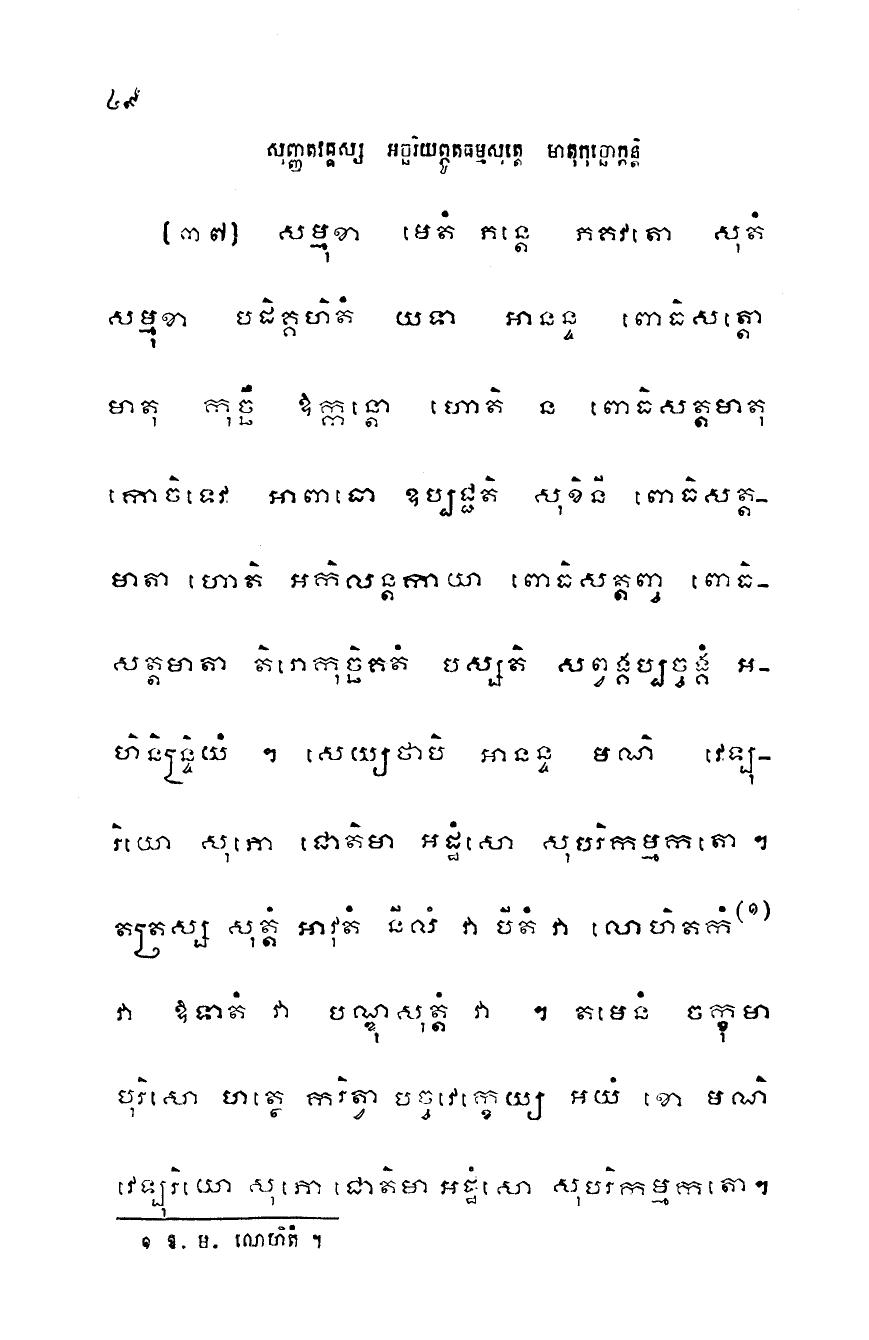 ៤៩
សុញ្ញតវគ្គស្ស អច្ឆរិយព្ភូតធម្មសុត្តេ មាតុកុច្ឆោក្កន្តិ
(៣៧) សម្មុខា មេតំ ភន្តេ ភគវតោ សុតំ
សម្មុខា បដិគ្គហិតំ យទា អានន្ទ ពោធិសត្តោ
មាតុ កុច្ឆឹ ឱក្កន្តោ ហោតិ ន ពោធិសត្តមាតុ
កោចិទេវ អាពាធោ ឧប្បជ្ជតិ សុខិនី ពោធិសត្ត-
មាតា ហោតិ អកិលន្តកាយា ពោធិសត្តញ្ច ពោធិ-
សត្តមាតា តិរោកុច្ឆិគតំ បស្សតិ សព្វង្គប្បច្ចង្គំ អ-
ហិនិន្ទ្រិយំ ។ សេយ្យថាបិ អានន្ទ មណិ វេឡុ-
រិយោ សុភោ ជោតិមា អដ្ឋំសោ សុបរិកម្មកតោ ។
តត្រស្ស សុត្តំ អាវុតំ នីលំ វា បីតំ វា លោហិតកំ(១)
វា ឱទាតំ វា បណ្ឌុសុត្តំ វា ។ តមេនំ ចក្ខុមា
បុរិសោ ហត្ថេ ករិត្វា បច្ចវេក្ខេយ្យ អយំ ខោ មណិ
វេឡុរិយោ សុភោ ជោតិមា អដ្ឋំសោ សុបរិកម្មកតោ។
១ ឱ. ម. លោហិតំ ។